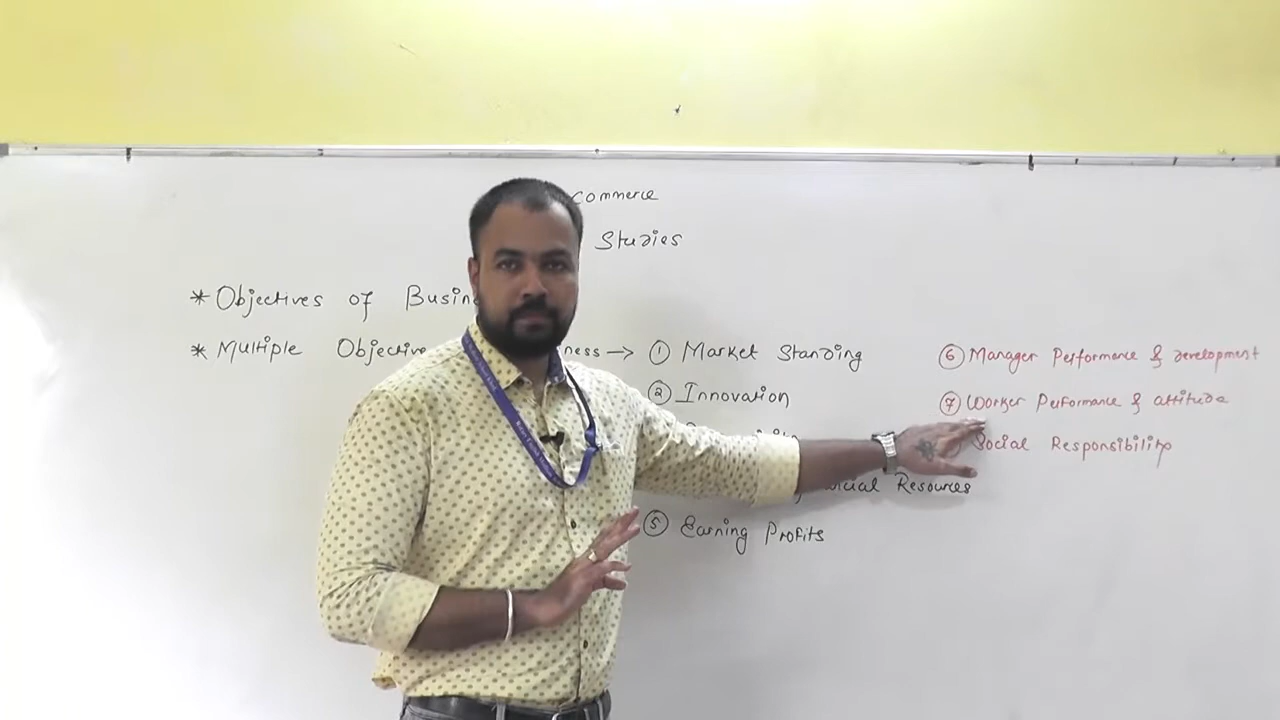 commerce
Studies
* Objectives of Busin
* Multiple Objective ness → ① Market Standing
② Innovation
Resources
⑤ Earning Profits
⑥ Manager Performance & development
⑦ Worker Performance & attitude
Social Responsibility